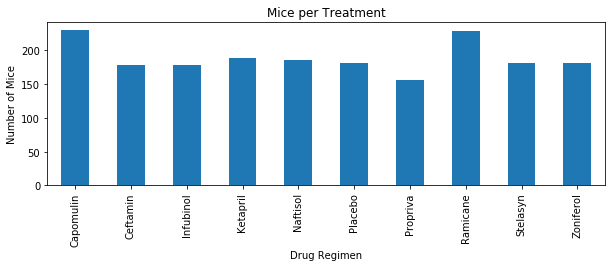 Mice per Treatment
Number of Mice
200
150
100
50
0
Capomulin
Ceftamin
Infubinol
Ketapril
Naftisol
Placebo
Propriva
Ramicane
Stelasyn
Zoniferol
Drug Regimen